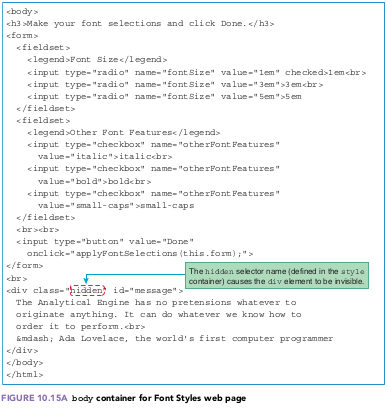 <body>
<h3>Make your font selections and click Done.</h3>
<form>
<fieldset>
<legend>Font Size</legend>
<input type="radio" name="fontSize" value="1em" checked>1em<br>
<input type="radio" name="fontSize" value="3em">3em<br>
<input type="radio" name="fontSize" value="5em">5em
</fieldset>
<fieldset>
<legend>Other Font Features</legend>
<input type="checkbox" name="otherFontFeatures"
value="italic">italic<br>
<input type="checkbox" name="otherFontFeatures"
value="bold">bold<br>
<input type="checkbox" name="otherFontFeatures"
value="small-caps">small-caps
</fieldset>
<br><br>
<input type="button" value="Done"
onclick="applyFontSelections(this.form);">
</form>
<br>
The hidden selector name (defined in the style
container) causes the div element to be invisible.
<div class="hidden" id="message">
The Analytical Engine has no pretensions whatever to
originate anything. It can do whatever we know how to
order it to perform.<br>
&mdash; Ada Lovelace, the world's first computer programmer
</div>
</body>
</html>
FIGURE 10.15A body container for Font Styles web page